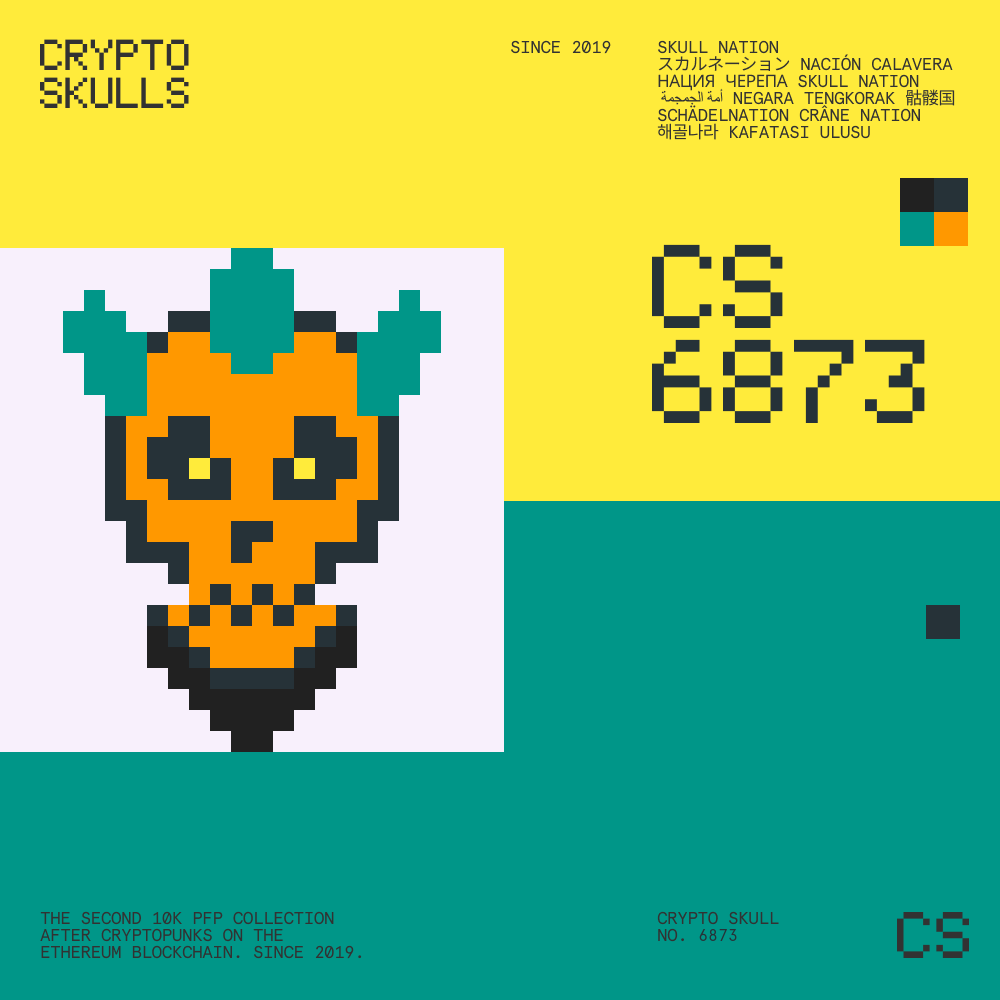 CRYPTO
SKULLS
SINCE 2019
SKULL NATION
スカルネーション NACIÓN CALAVERA
НАЦИЯ ЧЕРЕПА SKULL NATION
أمة الجمجمة NEGARA TENGKORAK 骷髅国
SCHÄDELNATION CRÂNE NATION
해골나라 KAFATASI ULUSU
CS
6873
THE SECOND 10K PFP COLLECTION
AFTER CRYPTOPUNKS ON THE
ETHEREUM BLOCKCHAIN. SINCE 2019.
CRYPTO SKULL
NO. 6873
CS